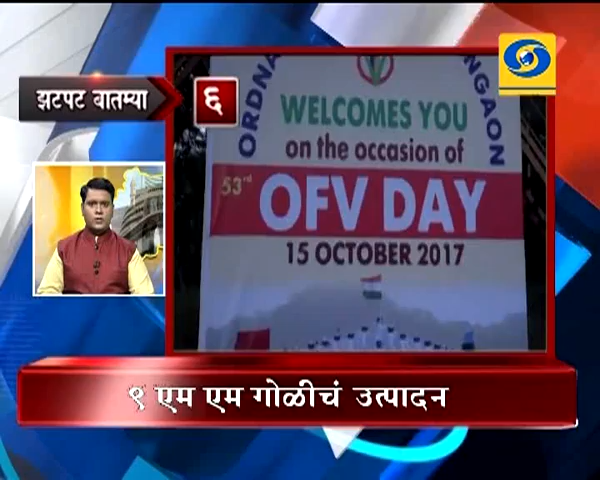 झटपट बातम्या
६
ORDNA
NGAON
WELCOMES YOU
on the occasion of
53rd
OFV DAY
15 OCTOBER 2017
९ एम एम गोळीचं उत्पादन